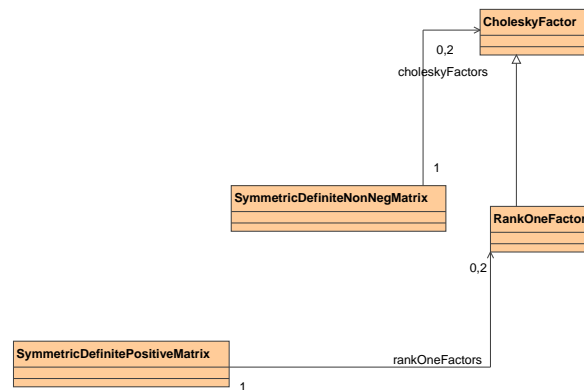 CholeskyFactor
0,2
choleskyFactors
1
SymmetricDefiniteNonNegMatrix
RankOneFactor
0,2
SymmetricDefinitePositiveMatrix
rankOneFactors
1